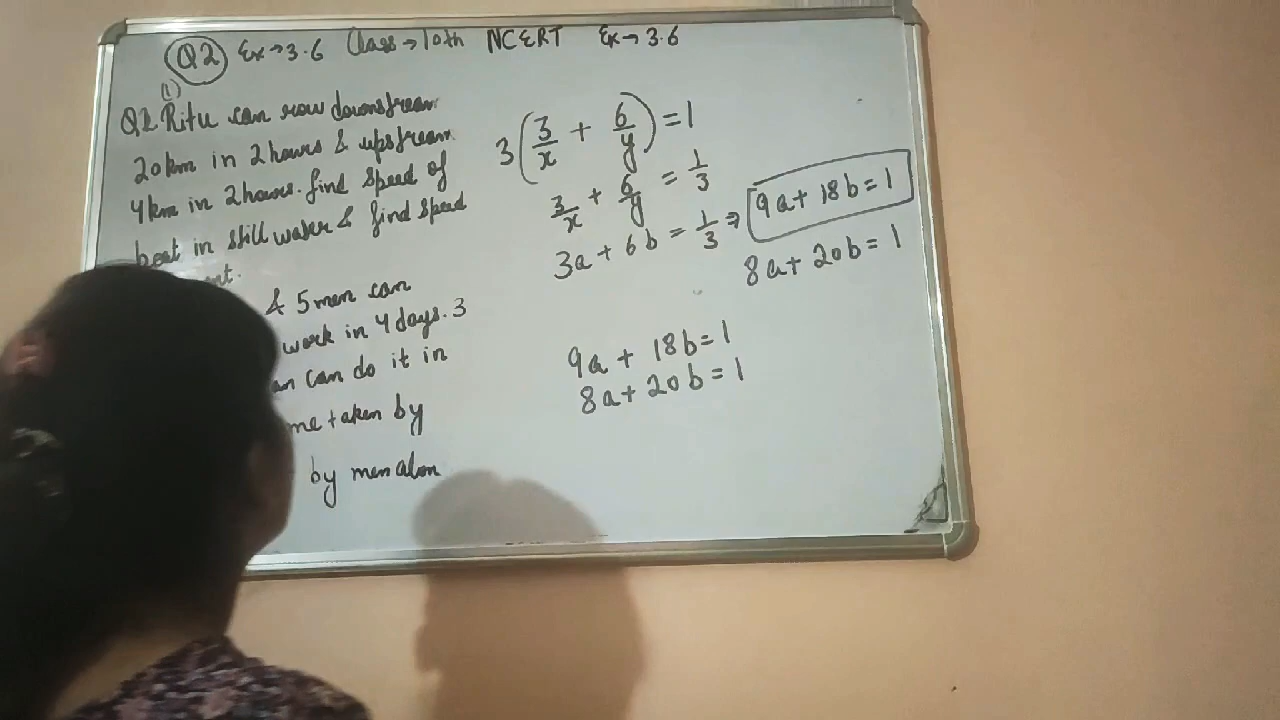 Q2 Ex→3.6 Class→10th NCERT Ex→3.6
(1)
Q2 Ritu can row downstream
20km in 2hours & upstream
4km in 2hours. find speed of
boat in still water & find speed
& 5men can
work in 4days. 3
can do it in
taken by
by men alon
3(3/x + 6/y) = 1
3/x + 6/y = 1/3
3a + 6b = 1/3 ⇒ 9a + 18b = 1
8a + 20b = 1
9a + 18b = 1
8a + 20b = 1